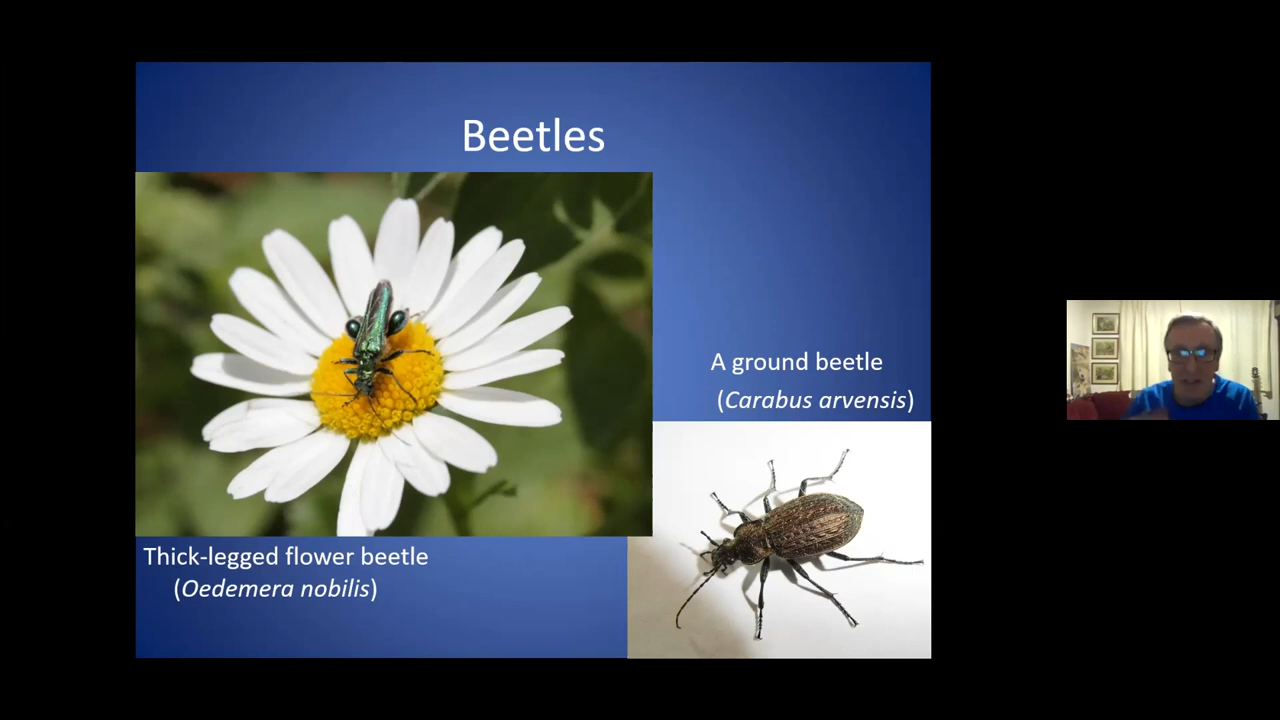 Beetles
A ground beetle
(Carabus arvensis)
Thick-legged flower beetle
(Oedemera nobilis)